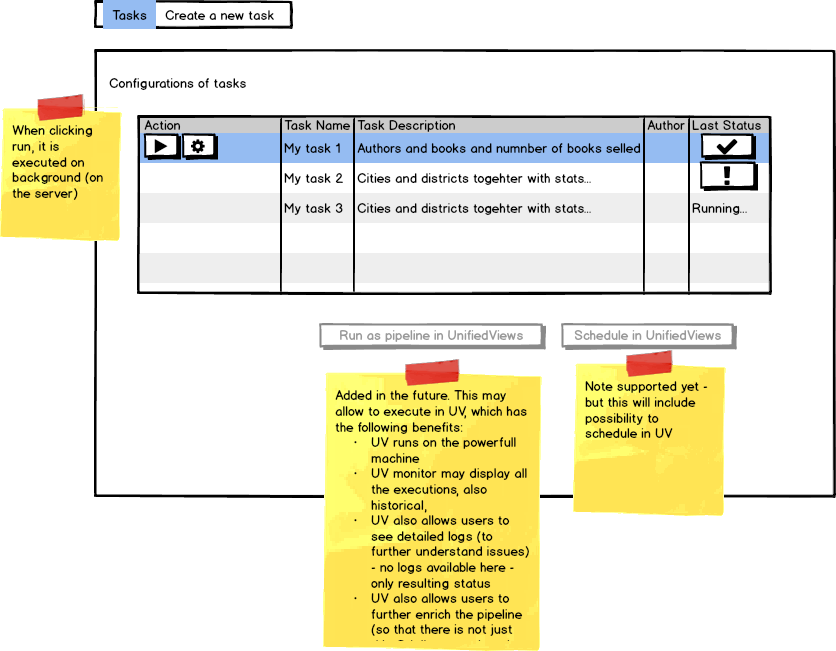 Tasks Create a new task
Configurations of tasks
When clicking
run, it is
executed on
background (on
the server)
Action Task Name Task Description Author Last Status
My task 1 Authors and books and numnber of books selled
My task 2 Cities and districts togehter with stats...
My task 3 Cities and districts togehter with stats... Running...
Run as pipeline in UnifiedViews Schedule in UnifiedViews
Added in the future. This may
allow to execute in UV, which has
the following benefits:
· UV runs on the powerfull
machine
· UV monitor may display all
the executions, also
historical,
· UV also allows users to
see detailed logs (to
further understand issues)
- no logs available here -
only resulting status
· UV also allows users to
further enrich the pipeline
(so that there is not just
Note supported yet -
but this will include
possibility to
schedule in UV